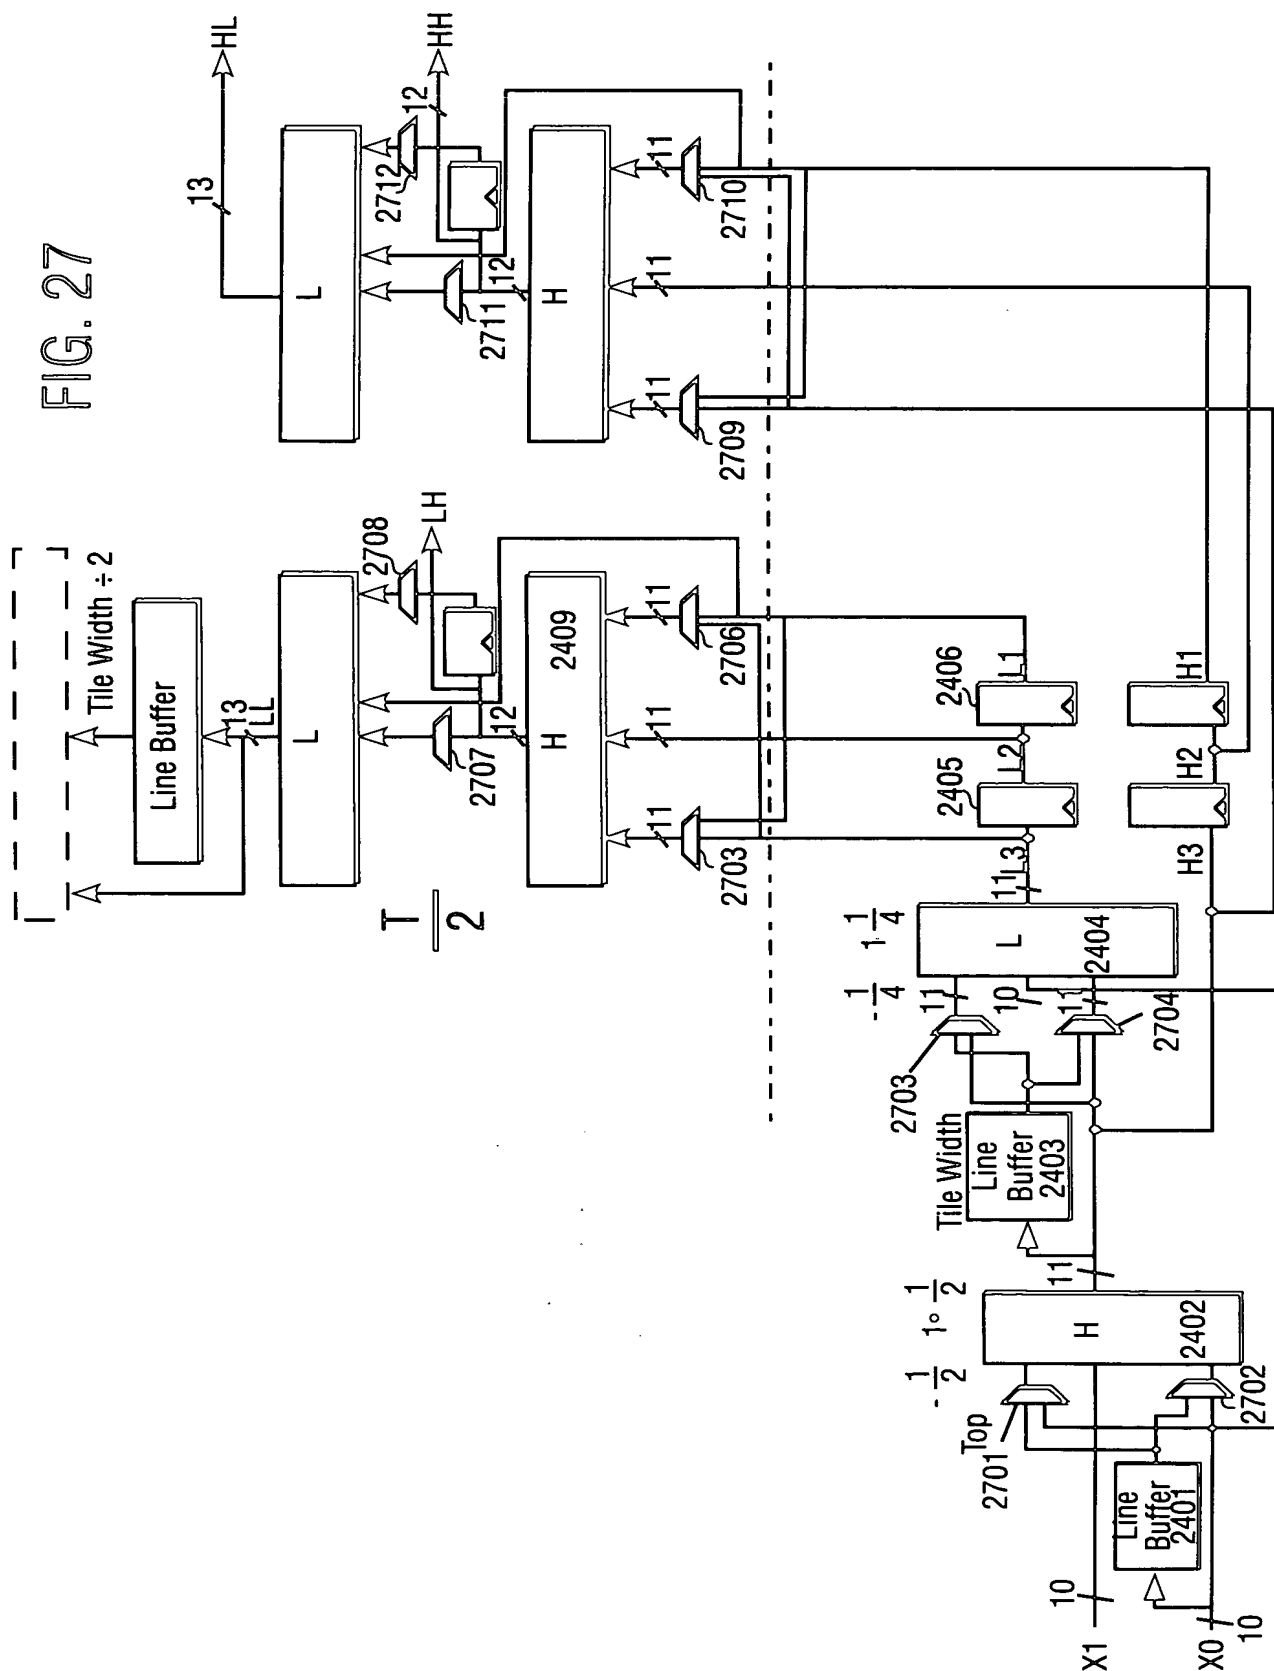 FIG. 27
X1
10
X0
10
Line
Buffer
2401
Top
2701
2702
- 1/2
1° 1/2
H
2402
11
Tile Width
Line
Buffer
2403
2703
2704
- 1/4
1 1/4
11
10
11
L
2404
11
L3
2405
L2
2406
L1
H3
H2
H1
T/2
2703
11
11
11
2706
H
2409
12
2707
2708
LH
L
13
LL
Line Buffer
Tile Width ÷ 2
2709
11
11
11
2710
H
12
2711
2712
12
HH
L
13
HL